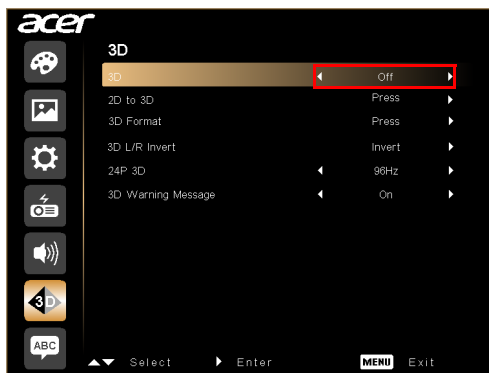 acer
3D
3D Off
2D to 3D Press
3D Format Press
3D L/R Invert Invert
24P 3D 96Hz
3D Warning Message On
3D
ABC
Select Enter MENU Exit